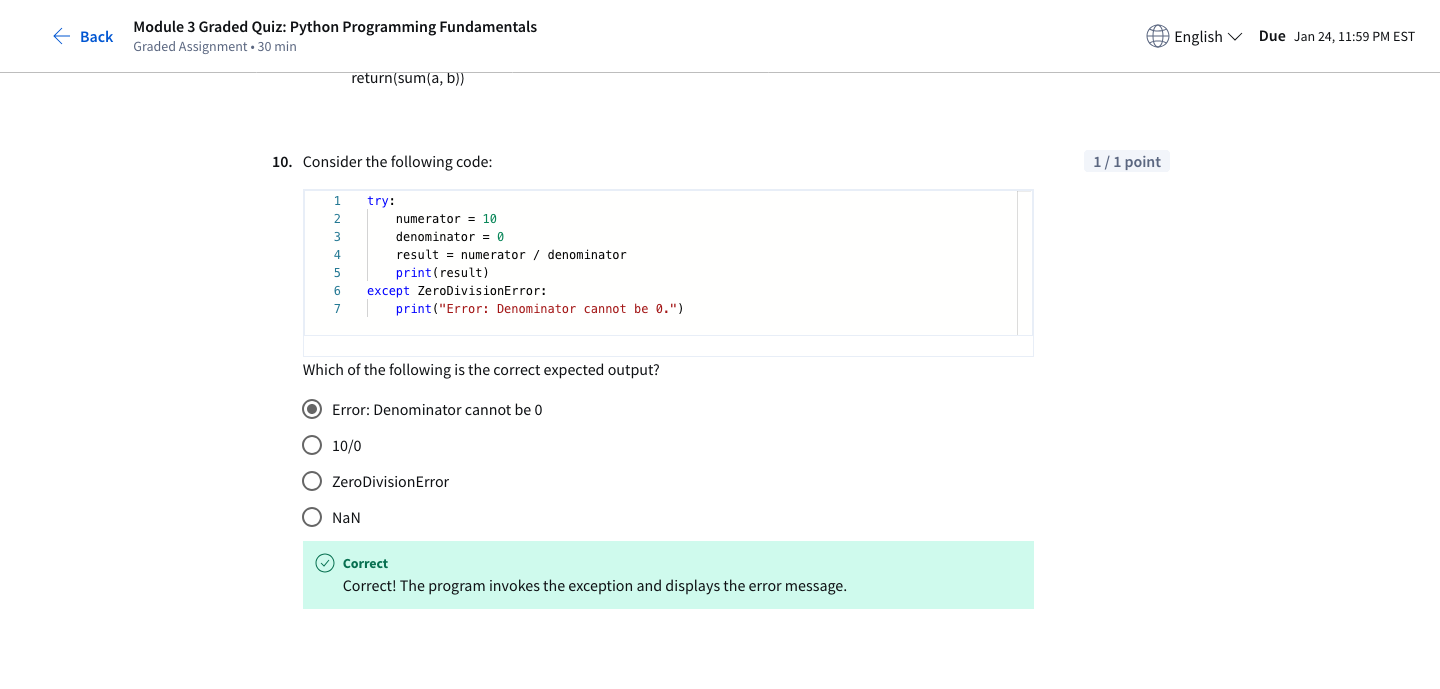 Back
Module 3 Graded Quiz: Python Programming Fundamentals
Graded Assignment • 30 min
English
Due Jan 24, 11:59 PM EST
return(sum(a, b))
10. Consider the following code:
1 / 1 point
1 try:
2     numerator = 10
3     denominator = 0
4     result = numerator / denominator
5     print(result)
6 except ZeroDivisionError:
7     print("Error: Denominator cannot be 0.")
Which of the following is the correct expected output?
Error: Denominator cannot be 0
10/0
ZeroDivisionError
NaN
Correct
Correct! The program invokes the exception and displays the error message.